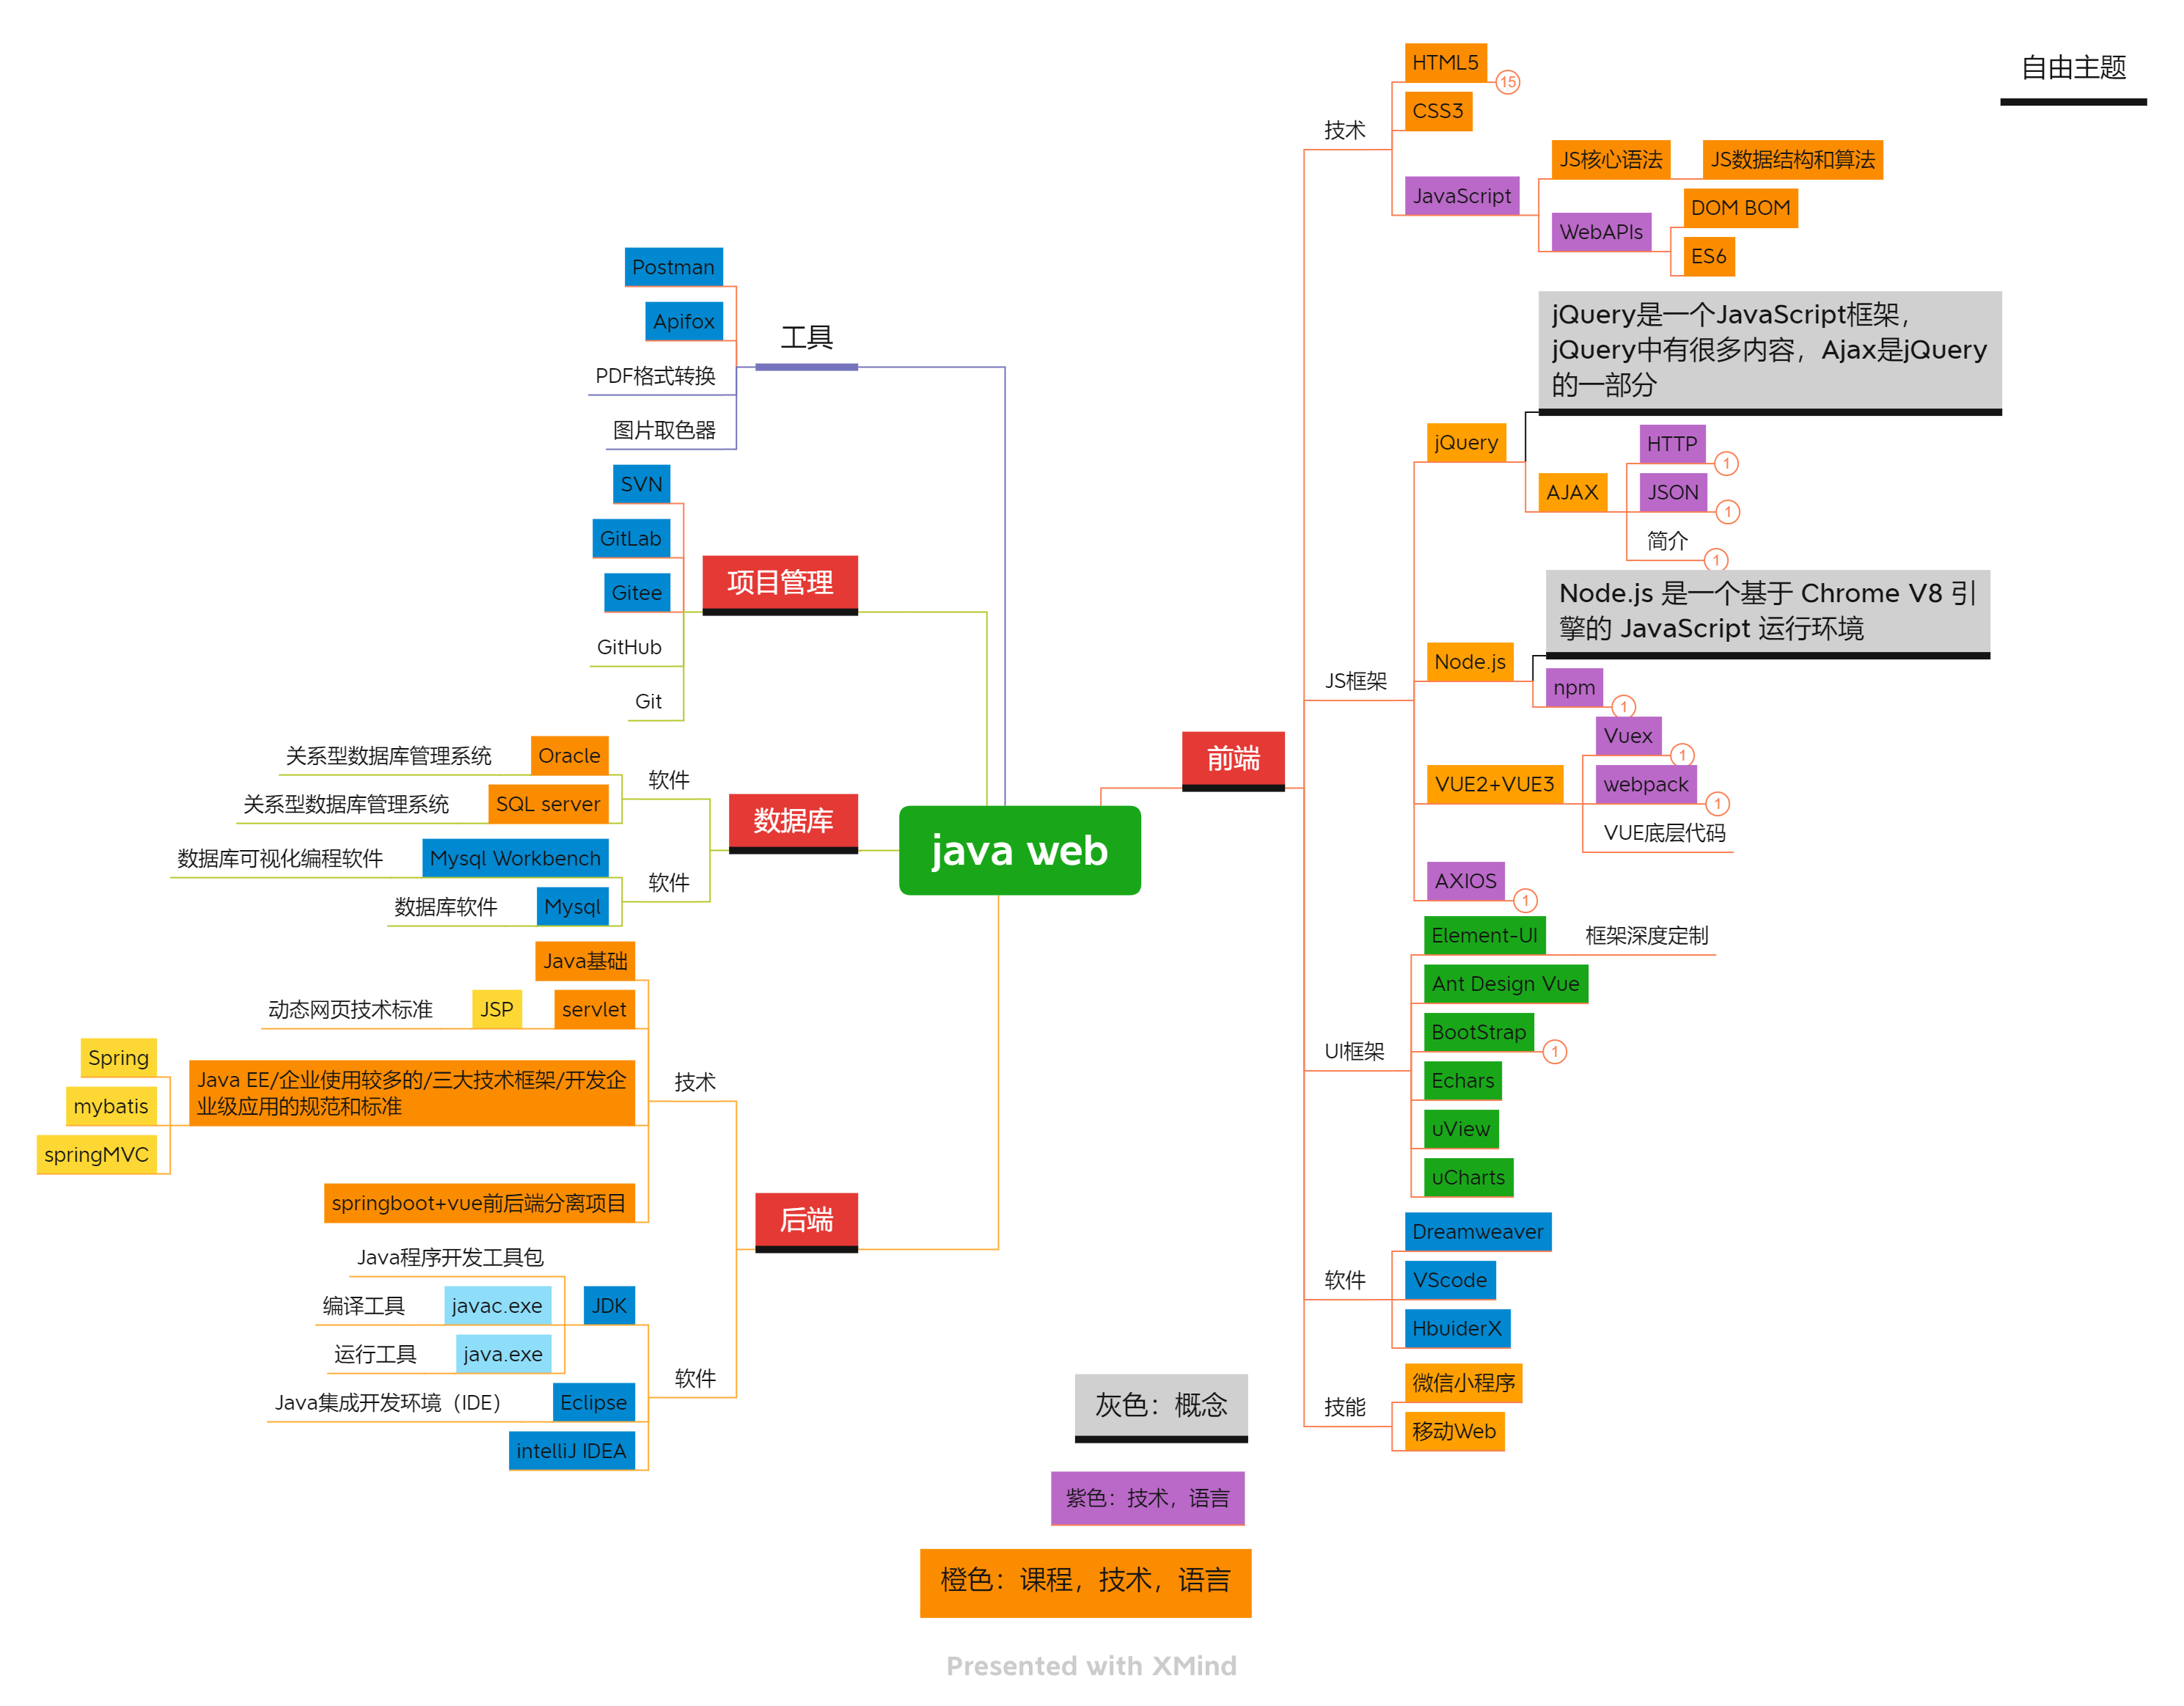 自由主题
java web
前端
技术
HTML5
15
CSS3
JavaScript
JS核心语法
JS数据结构和算法
WebAPIs
DOM BOM
ES6
JS框架
jQuery
jQuery是一个JavaScript框架，
jQuery中有很多内容，Ajax是jQuery
的一部分
AJAX
HTTP
1
JSON
1
简介
1
Node.js
Node.js 是一个基于 Chrome V8 引
擎的 JavaScript 运行环境
npm
1
VUE2+VUE3
Vuex
1
webpack
1
VUE底层代码
AXIOS
1
UI框架
Element-UI
框架深度定制
Ant Design Vue
BootStrap
1
Echars
uView
uCharts
软件
Dreamweaver
VScode
HbuiderX
技能
微信小程序
移动Web
工具
Postman
Apifox
PDF格式转换
图片取色器
项目管理
SVN
GitLab
Gitee
GitHub
Git
数据库
软件
Oracle
关系型数据库管理系统
SQL server
关系型数据库管理系统
软件
Mysql Workbench
数据库可视化编程软件
Mysql
数据库软件
后端
技术
Java基础
servlet
JSP
动态网页技术标准
Java EE/企业使用较多的/三大技术框架/开发企
业级应用的规范和标准
Spring
mybatis
springMVC
springboot+vue前后端分离项目
软件
JDK
Java程序开发工具包
javac.exe
编译工具
java.exe
运行工具
Eclipse
Java集成开发环境（IDE）
intelliJ IDEA
灰色：概念
紫色：技术，语言
橙色：课程，技术，语言
Presented with XMind